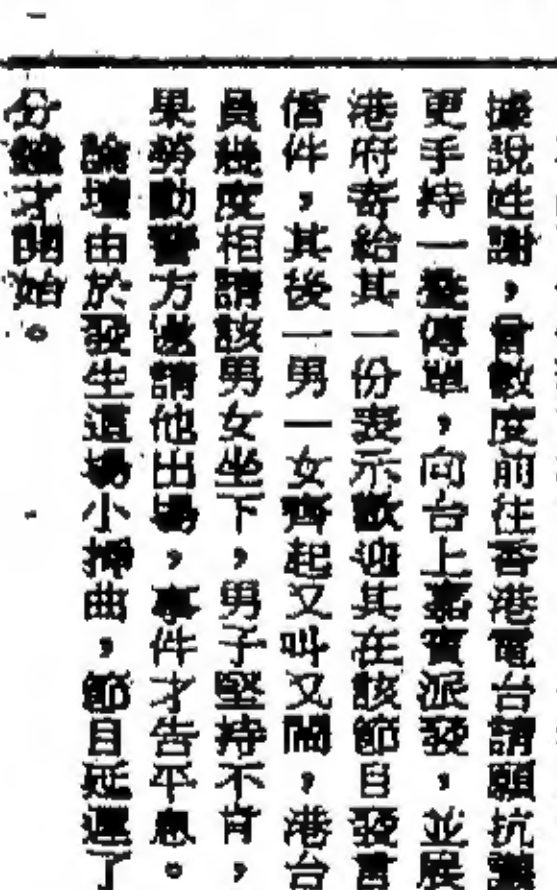 據說姓謝，曾數度前往香港電台請願抗議
更手持一疊傳單，向台上嘉賓派發，並展
港府寄給其一份表示歡迎其在該節目發言
信件，其後一男一女齊起又叫又鬧，港台
員幾度相請該男女坐下，男子堅持不肯，
果勞動警方邀請他出場，事件才告平息。
論壇由於發生這場小插曲，節目延遲了
分鐘才開始。